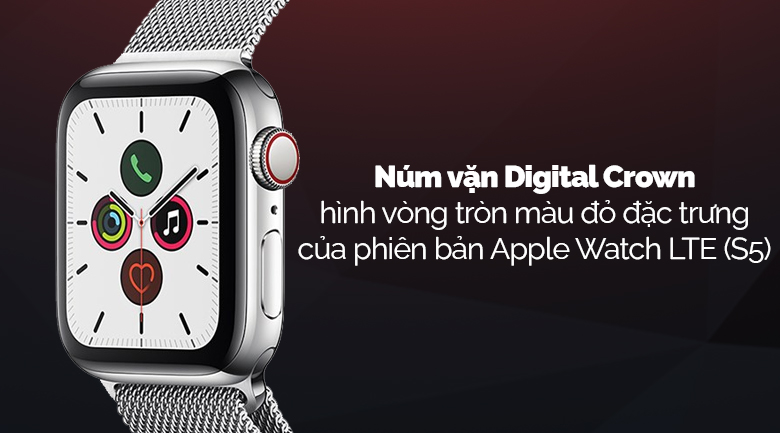 Núm vặn Digital Crown
hình vòng tròn màu đỏ đặc trưng
của phiên bản Apple Watch LTE (S5)